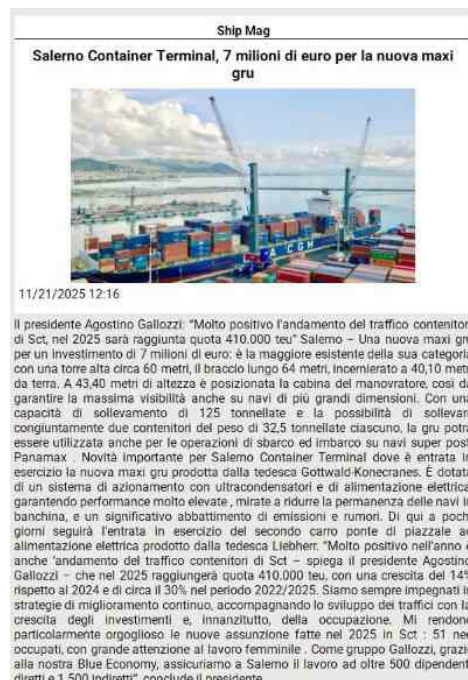 Ship Mag
Salerno Container Terminal, 7 milioni di euro per la nuova maxi
gru
A CGM
11/21/2025 12:16
Il presidente Agostino Gallozzi: "Molto positivo l'andamento del traffico contenitori
di Sct, nel 2025 sarà raggiunta quota 410.000 teu" Salerno – Una nuova maxi gru
per un investimento di 7 milioni di euro: è la maggiore esistente della sua categoria
con una torre alta circa 60 metri, il braccio lungo 64 metri, incernierato a 40,10 metri
da terra. A 43,40 metri di altezza è posizionata la cabina del manovratore, così da
garantire la massima visibilità anche su navi di più grandi dimensioni. Con una
capacità di sollevamento di 125 tonnellate e la possibilità di sollevare
congiuntamente due contenitori del peso di 32,5 tonnellate ciascuno, la gru potrà
essere utilizzata anche per le operazioni di sbarco ed imbarco su navi super post
Panamax . Novità importante per Salerno Container Terminal dove è entrata in
esercizio la nuova maxi gru prodotta dalla tedesca Gottwald-Konecranes. È dotata
di un sistema di azionamento con ultracondensatori e di alimentazione elettrica,
garantendo performance molto elevate , mirate a ridurre la permanenza delle navi in
banchina, e un significativo abbattimento di emissioni e rumori. Di qui a pochi
giorni seguirà l'entrata in esercizio del secondo carro ponte di piazzale ad
alimentazione elettrica prodotto dalla tedesca Liebherr. "Molto positivo nell'anno è
anche 'andamento del traffico contenitori di Sct – spiega il presidente Agostino
Gallozzi – che nel 2025 raggiungerà quota 410.000 teu, con una crescita del 14%
rispetto al 2024 e di circa il 30% nel periodo 2022/2025. Siamo sempre impegnati in
strategie di miglioramento continuo, accompagnando lo sviluppo dei traffici con la
crescita degli investimenti e, innanzitutto, della occupazione. Mi rendono
particolarmente orgoglioso le nuove assunzione fatte nel 2025 in Sct : 51 neo
occupati, con grande attenzione al lavoro femminile . Come gruppo Gallozzi, grazie
alla nostra Blue Economy, assicuriamo a Salerno il lavoro ad oltre 500 dipendenti
diretti e 1.500 indiretti", conclude il presidente.